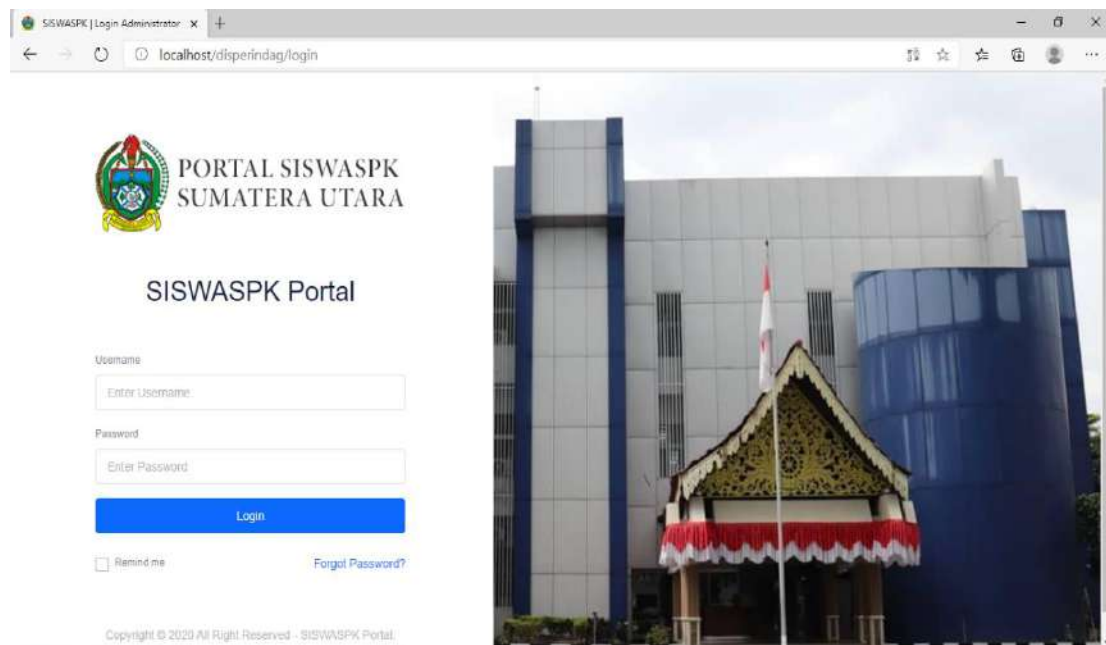 SISWASPK | Login Administrator
localhost/disperindag/login
PORTAL SISWASPK
SUMATERA UTARA
SISWASPK Portal
Username
Enter Username
Password
Enter Password
Login
Remind me
Forgot Password?
Copyright © 2020 All Right Reserved - SISWASPK Portal.